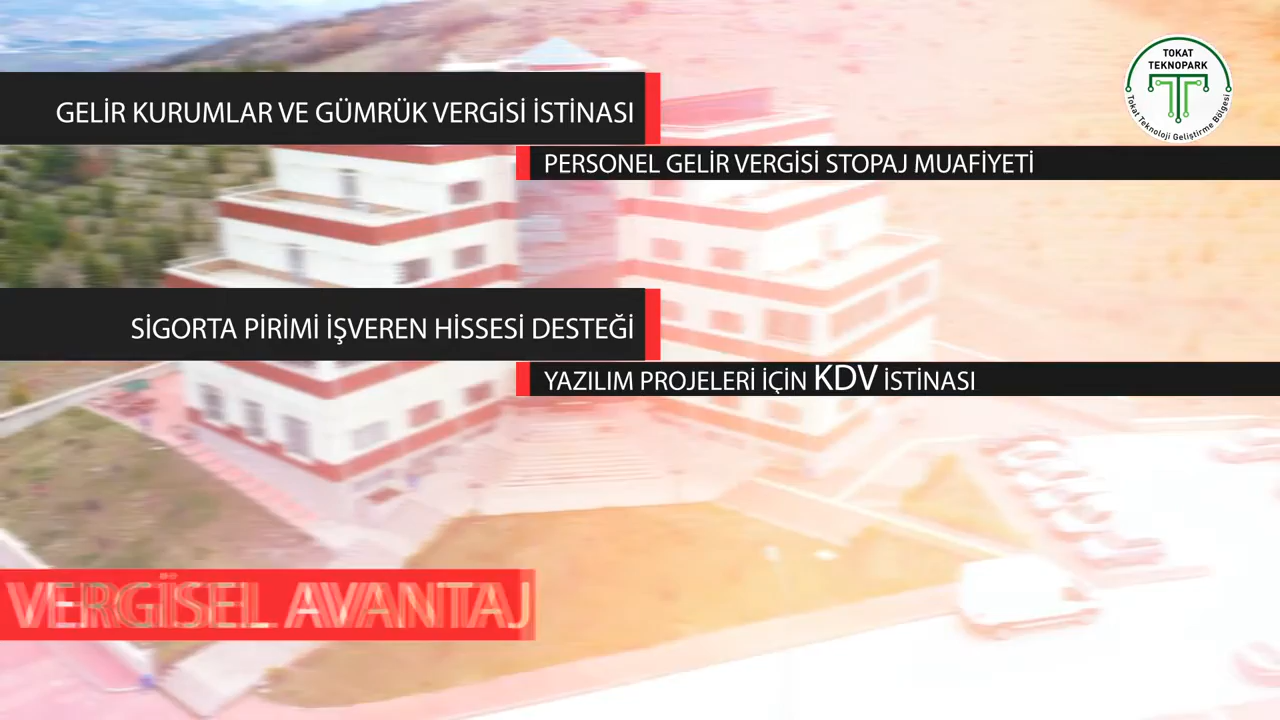 TOKAT
TEKNOPARK
Tokat Teknoloji Geliştirme Bölgesi
GELİR KURUMLAR VE GÜMRÜK VERGİSİ İSTİNASI
PERSONEL GELİR VERGİSİ STOPAJ MUAFİYETİ
SİGORTA PİRİMİ İŞVEREN HİSSESİ DESTEĞİ
YAZILIM PROJELERİ İÇİN KDV İSTİNASI
VERGİSEL AVANTAJ